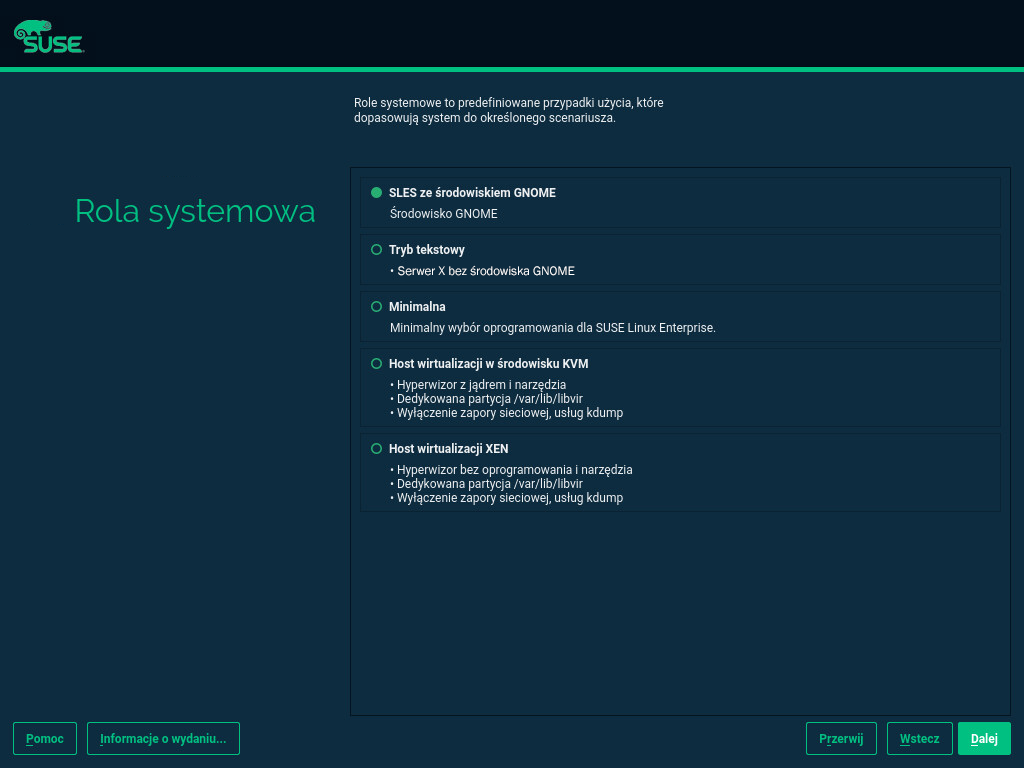 SUSE
Role systemowe to predefiniowane przypadki użycia, które
dopasowują system do określonego scenariusza.
Rola systemowa
SLES ze środowiskiem GNOME
Środowisko GNOME
Tryb tekstowy
• Serwer X bez środowiska GNOME
Minimalna
Minimalny wybór oprogramowania dla SUSE Linux Enterprise.
Host wirtualizacji w środowisku KVM
• Hyperwizor z jądrem i narzędzia
• Dedykowana partycja /var/lib/libvir
• Wyłączenie zapory sieciowej, usług kdump
Host wirtualizacji XEN
• Hyperwizor bez oprogramowania i narzędzia
• Dedykowana partycja /var/lib/libvir
• Wyłączenie zapory sieciowej, usług kdump
Pomoc
Informacje o wydaniu...
Przerwij
Wstecz
Dalej